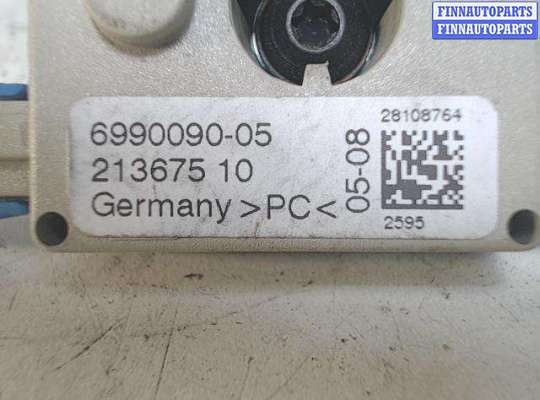 FINNAUTOPARTS
FINNAUTOPARTS
6990090-05
213675 10
Germany >PC<
05-08
28108764
2595